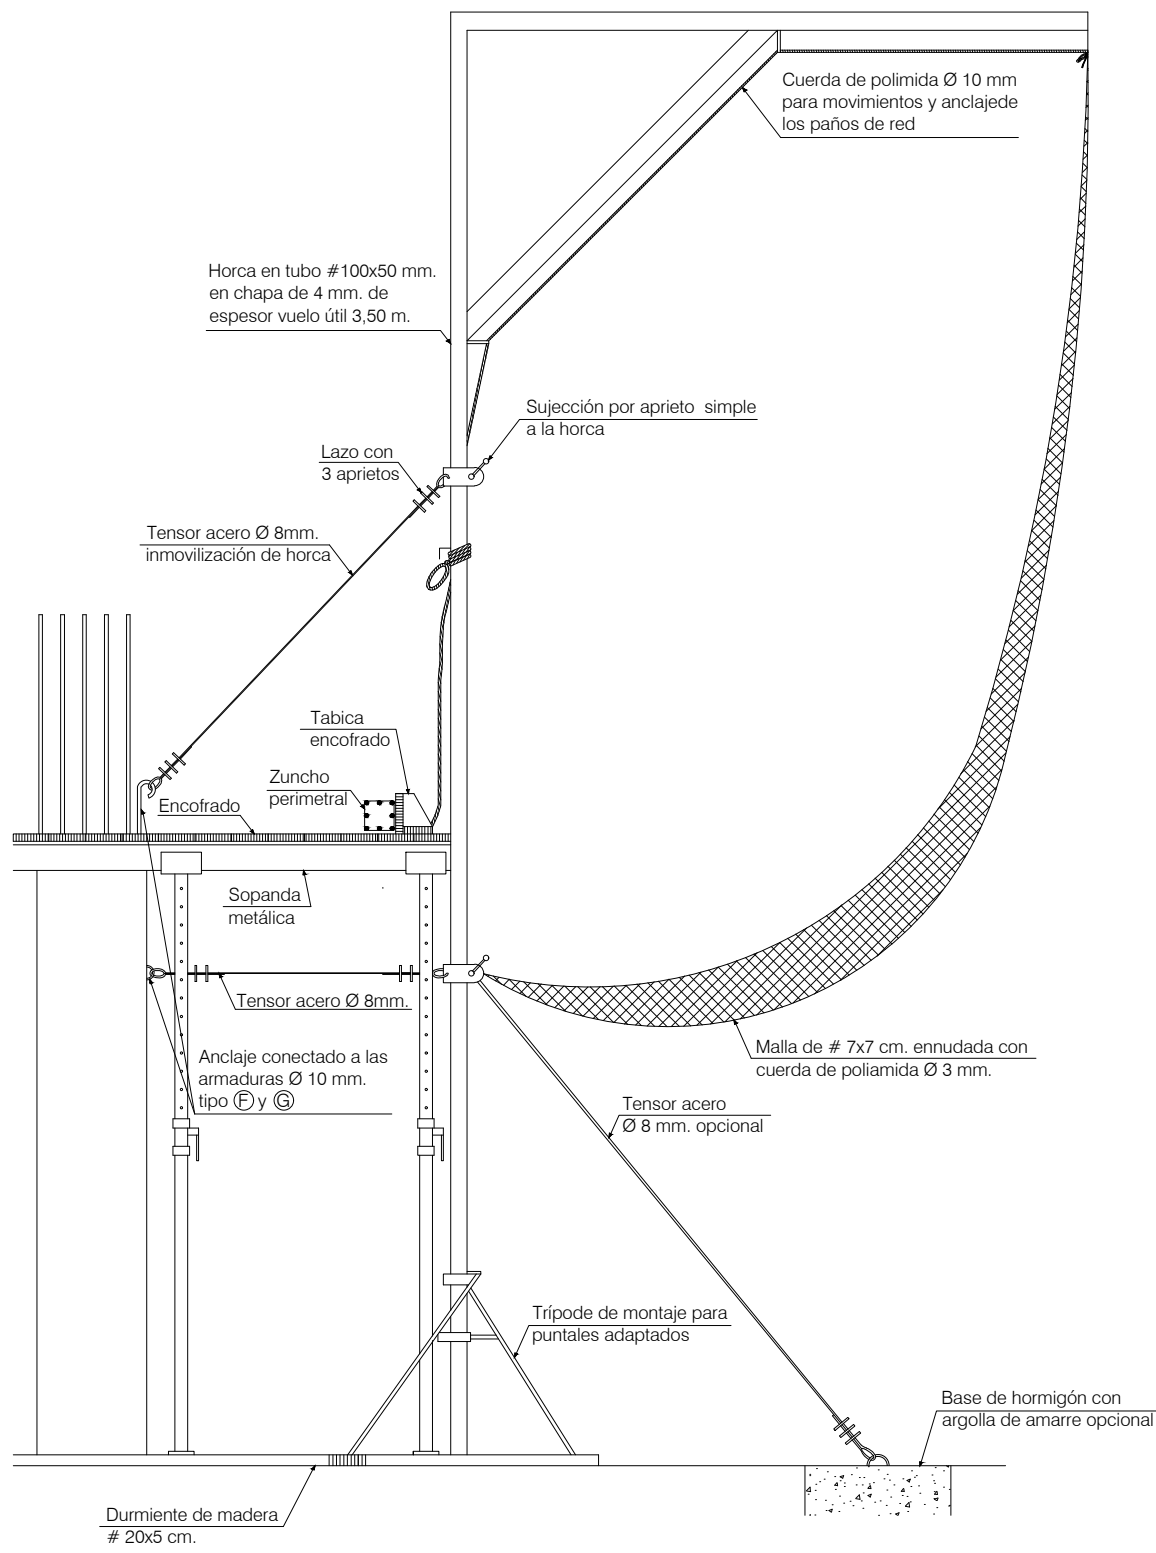 Cuerda de polimida Ø 10 mm
para movimientos y anclajede
los paños de red
Horca en tubo #100x50 mm.
en chapa de 4 mm. de
espesor vuelo útil 3,50 m.
Sujección por aprieto simple
a la horca
Lazo con
3 aprietos
Tensor acero Ø 8mm.
inmovilización de horca
Tabica
encofrado
Zuncho
perimetral
Encofrado
Sopanda
metálica
Tensor acero Ø 8mm.
Anclaje conectado a las
armaduras Ø 10 mm.
tipo Ⓕ y Ⓖ
Malla de # 7x7 cm. ennudada con
cuerda de poliamida Ø 3 mm.
Tensor acero
Ø 8 mm. opcional
Trípode de montaje para
puntales adaptados
Base de hormigón con
argolla de amarre opcional
Durmiente de madera
# 20x5 cm.